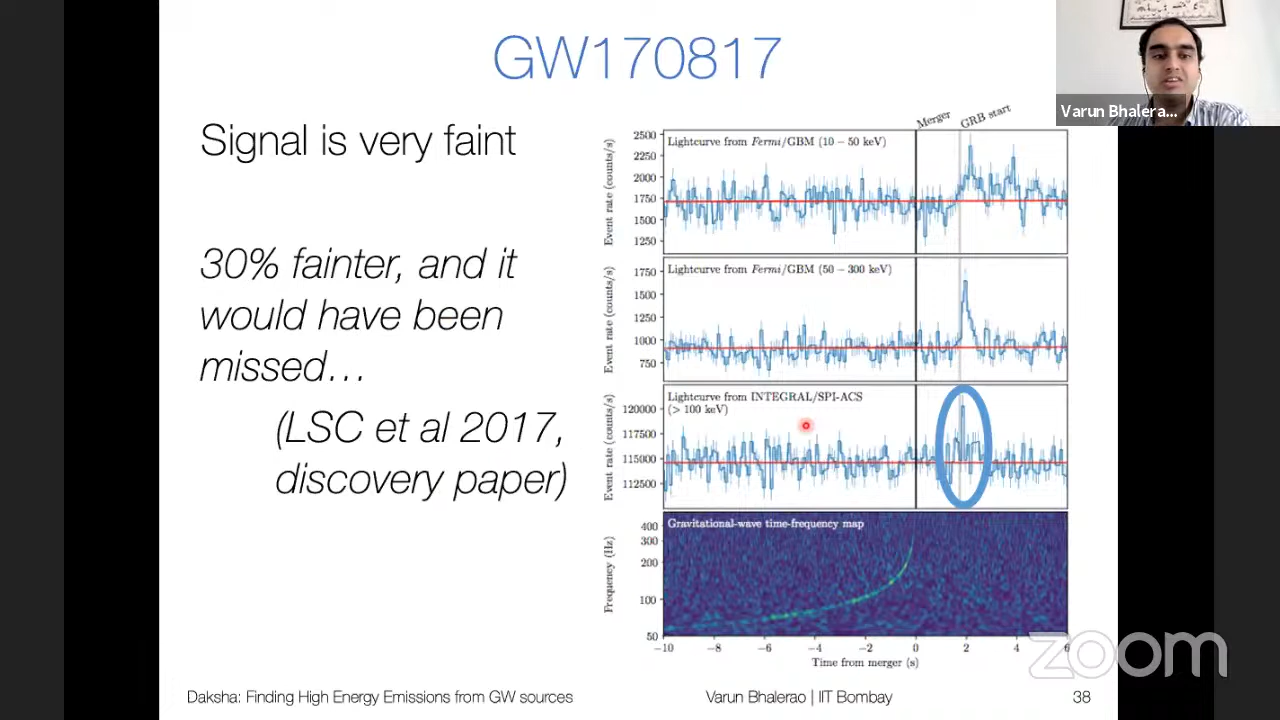 GW170817
Varun Bhalera...
Signal is very faint
30% fainter, and it
would have been
missed…
(LSC et al 2017,
discovery paper)
Merger
GRB start
Lightcurve from Fermi/GBM (10 − 50 keV)
Event rate (counts/s)
2500
2250
2000
1750
1500
1250
Lightcurve from Fermi/GBM (50 − 300 keV)
Event rate (counts/s)
1750
1500
1250
1000
750
Lightcurve from INTEGRAL/SPI-ACS
(> 100 keV)
Event rate (counts/s)
120000
117500
115000
112500
Gravitational-wave time-frequency map
Frequency (Hz)
400
300
200
100
50
−10 −8 −6 −4 −2 0 2 4 6
Time from merger (s)
zoom
Daksha: Finding High Energy Emissions from GW sources
Varun Bhalerao | IIT Bombay
38